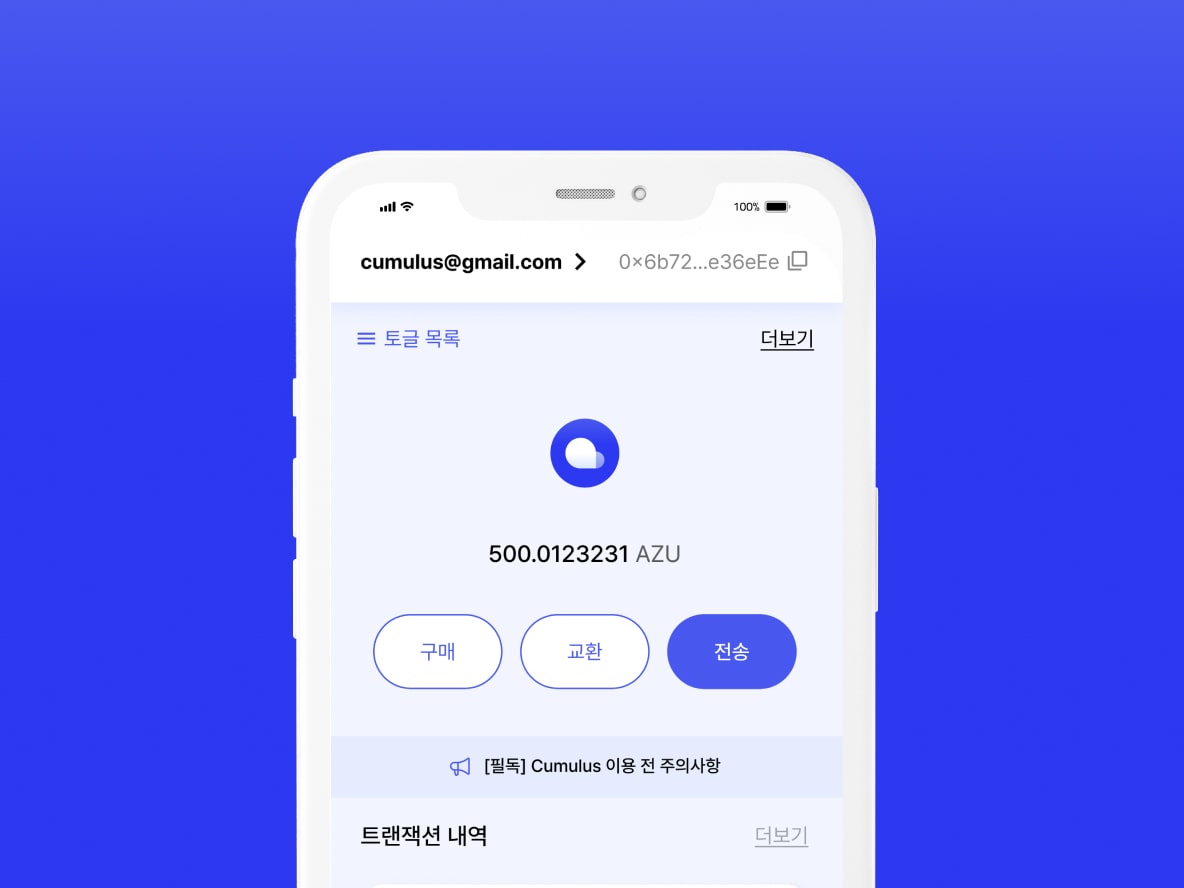 100%
cumulus@gmail.com 0×6b72...e36eEe
토글 목록 더보기
500.0123231 AZU
구매 교환 전송
[필독] Cumulus 이용 전 주의사항
트랜잭션 내역 더보기